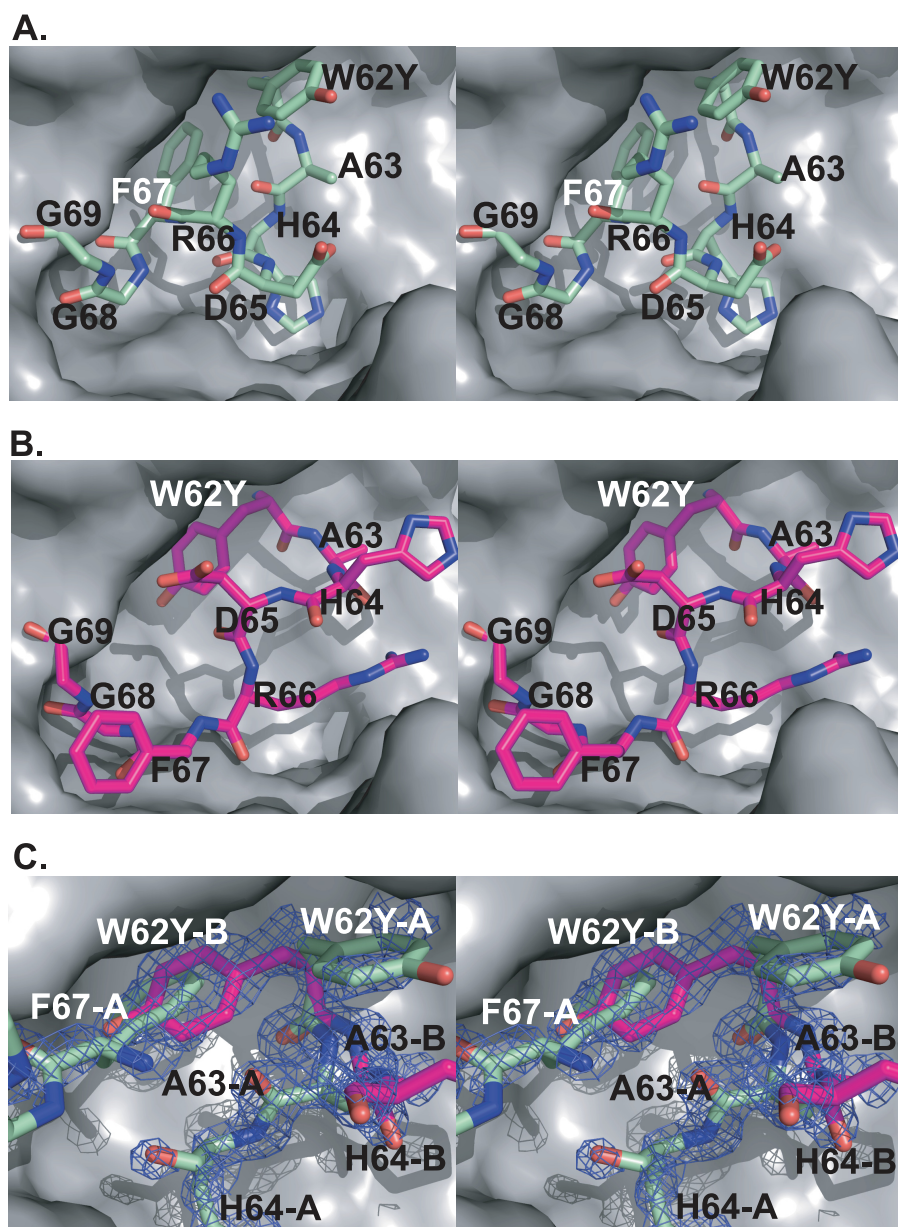 A.
W62Y W62Y
A63 A63
F67 F67
G69 R66 H64 G69 R66 H64
G68 D65 G68 D65
B.
W62Y W62Y
A63 A63
G69 D65 H64 G69 D65 H64
G68 R66 G68 R66
F67 F67
C.
W62Y-B W62Y-A W62Y-B W62Y-A
F67-A F67-A
A63-B A63-B
A63-A A63-A
H64-B H64-B
H64-A H64-A